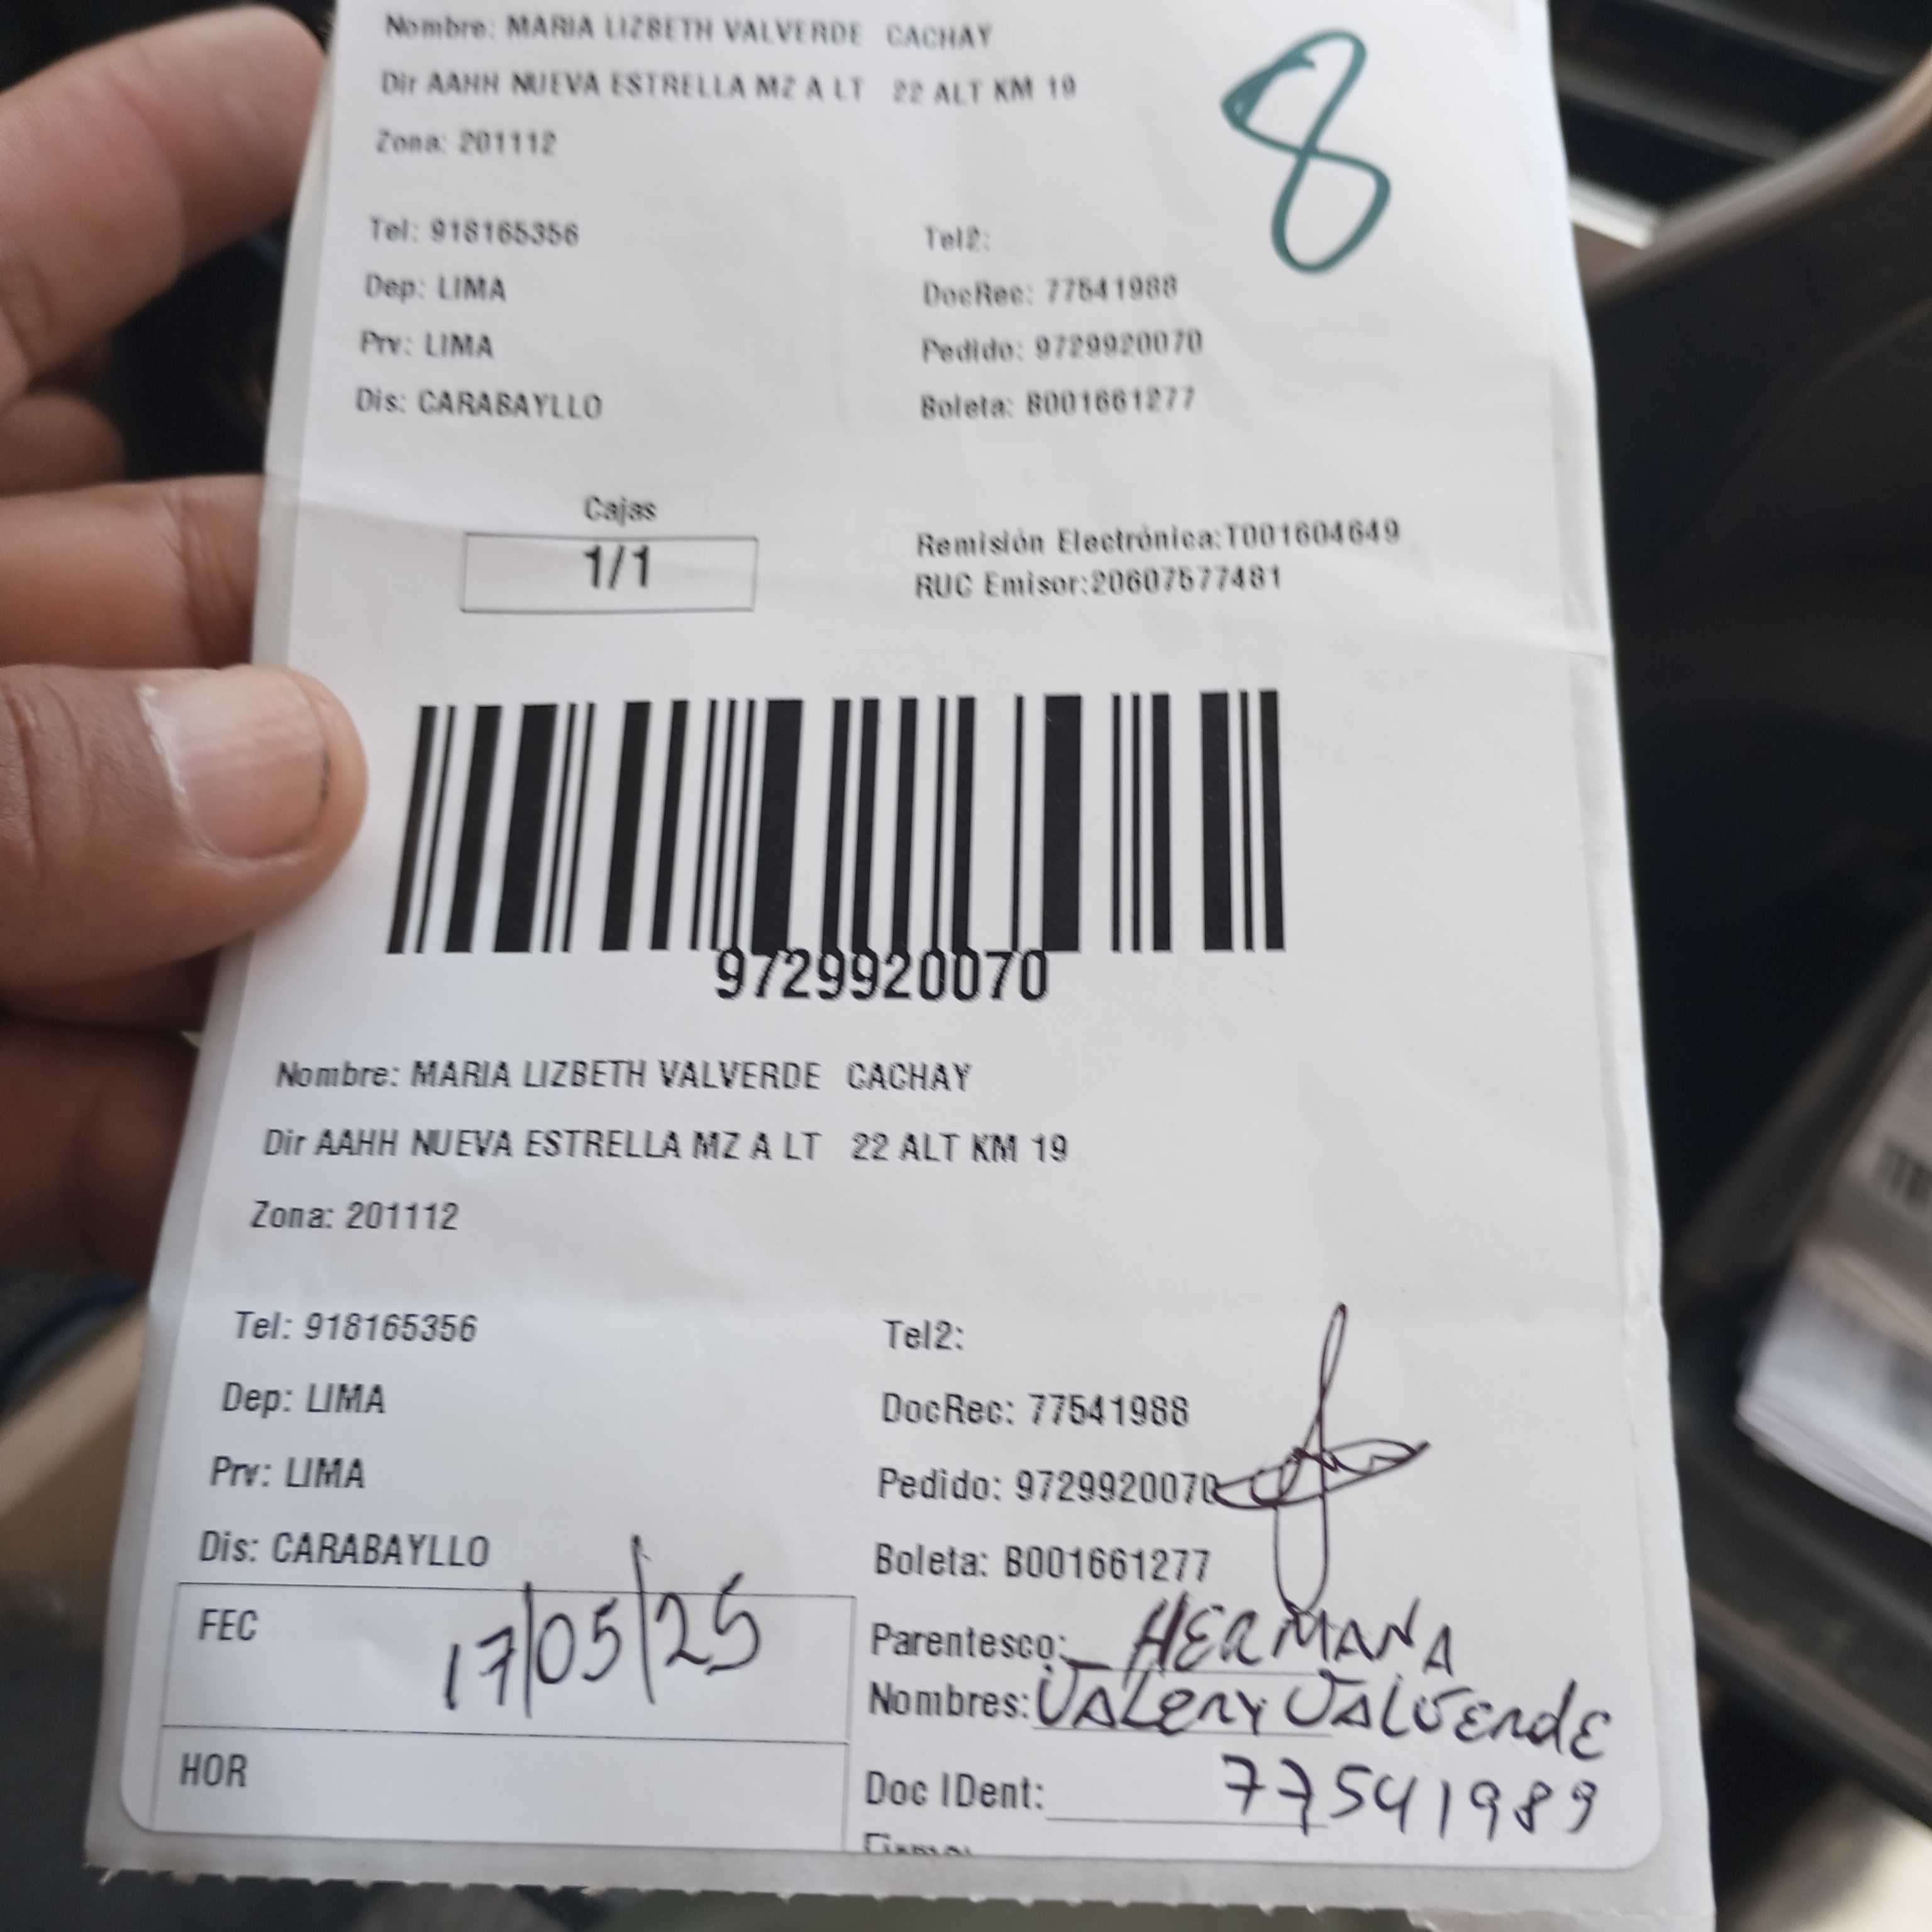 Nombre: MARIA LIZBETH VALVERDE CACHAY
Dir AAHH NUEVA ESTRELLA MZ A LT 22 ALT KM 19
8
Zona: 201112
Tel: 918165356 Tel2:
Dep: LIMA DocRec: 77541988
Prv: LIMA Pedido: 9729920070
Dis: CARABAYLLO Boleta: B001661277
Cajas
1/1
Remisión Electrónica:T001604649
RUC Emisor:20607577481
9729920070
Nombre: MARIA LIZBETH VALVERDE CACHAY
Dir AAHH NUEVA ESTRELLA MZ A LT 22 ALT KM 19
Zona: 201112
Tel: 918165356 Tel2:
Dep: LIMA DocRec: 77541988
Prv: LIMA Pedido: 9729920070
Dis: CARABAYLLO Boleta: B001661277
FEC 17/05/25
Parentesco: HERMANA
Nombres: VALERY VALVERDE
HOR
Doc IDent: 77541989